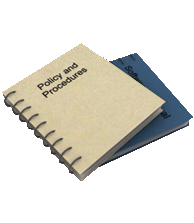 Policy and
Procedures